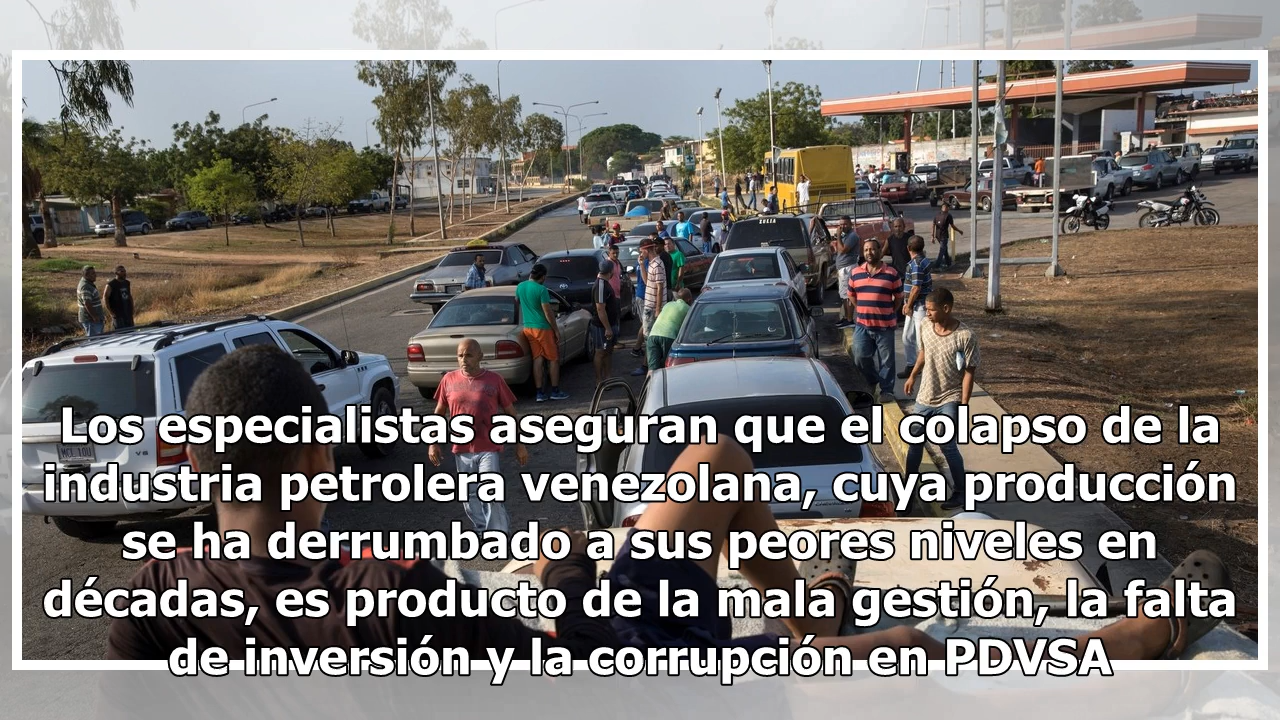 ZULIA
Los especialistas aseguran que el colapso de la
industria petrolera venezolana, cuya producción
se ha derrumbado a sus peores niveles en
décadas, es producto de la mala gestión, la falta
de inversión y la corrupción en PDVSA